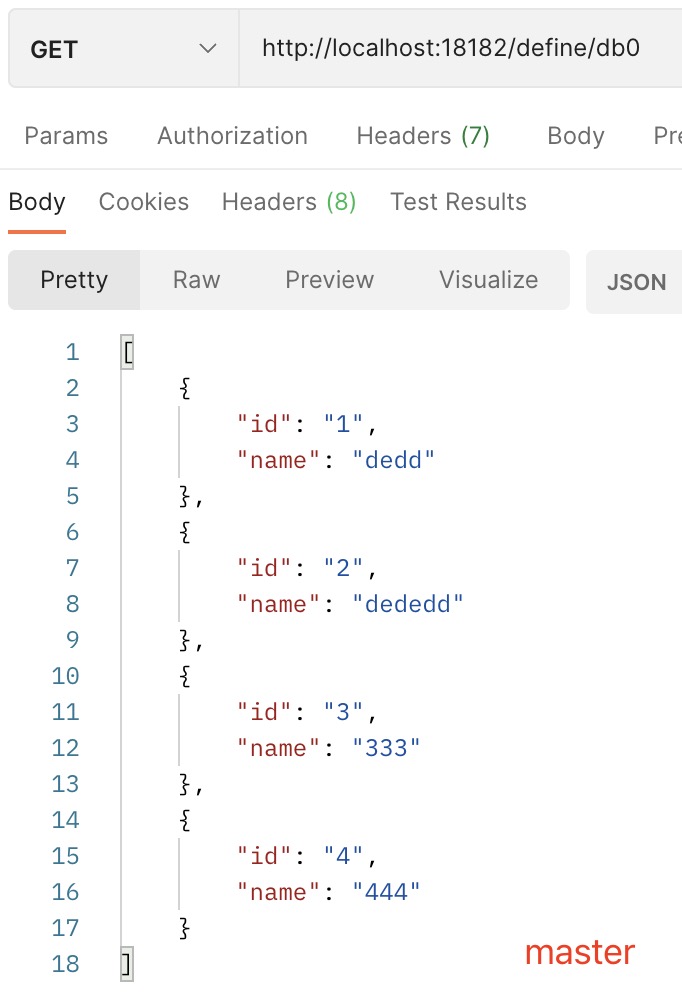 GET http://localhost:18182/define/db0
Params Authorization Headers (7) Body
Body Cookies Headers (8) Test Results
Pretty Raw Preview Visualize JSON
1 [
2 {
3 "id": "1",
4 "name": "dedd"
5 },
6 {
7 "id": "2",
8 "name": "dededd"
9 },
10 {
11 "id": "3",
12 "name": "333"
13 },
14 {
15 "id": "4",
16 "name": "444"
17 }
master
18 ]